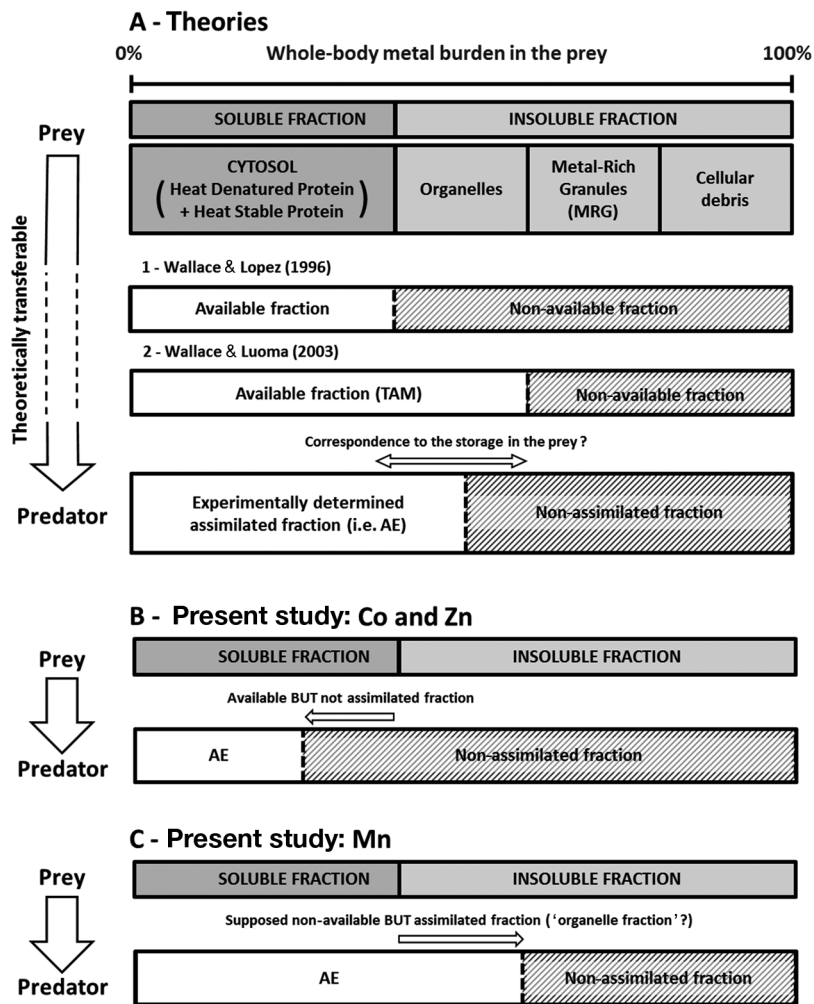 A - Theories
0%
Whole-body metal burden in the prey
100%
SOLUBLE FRACTION
INSOLUBLE FRACTION
Prey
CYTOSOL
( Heat Denatured Protein
+ Heat Stable Protein )
Organelles
Metal-Rich
Granules
(MRG)
Cellular
debris
Theoretically transferable
1 - Wallace & Lopez (1996)
Available fraction
Non-available fraction
2 - Wallace & Luoma (2003)
Available fraction (TAM)
Non-available fraction
Correspondence to the storage in the prey ?
Predator
Experimentally determined
assimilated fraction (i.e. AE)
Non-assimilated fraction
B - Present study: Co and Zn
Prey
SOLUBLE FRACTION
INSOLUBLE FRACTION
Available BUT not assimilated fraction
Predator
AE
Non-assimilated fraction
C - Present study: Mn
Prey
SOLUBLE FRACTION
INSOLUBLE FRACTION
Supposed non-available BUT assimilated fraction (‘organelle fraction’?)
Predator
AE
Non-assimilated fraction